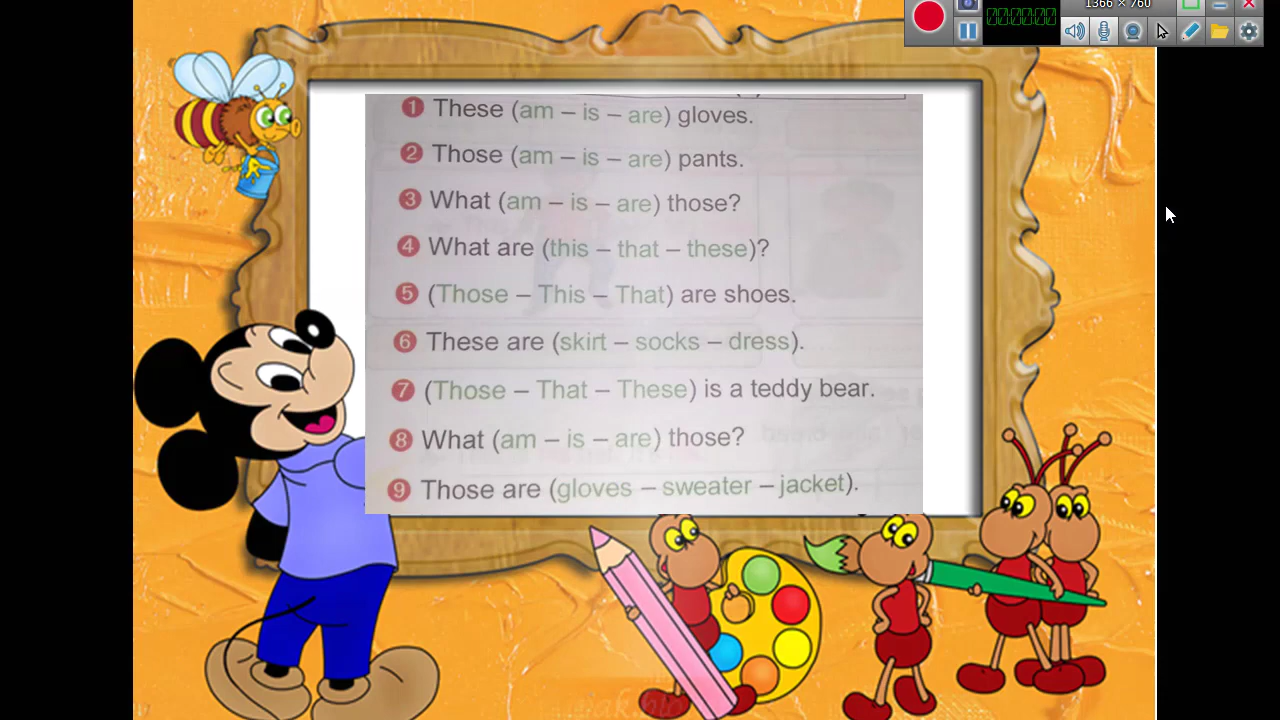 1366 × 760
00:00:00
1 These (am – is – are) gloves.
2 Those (am – is – are) pants.
3 What (am – is – are) those?
4 What are (this – that – these)?
5 (Those – This – That) are shoes.
6 These are (skirt – socks – dress).
7 (Those – That – These) is a teddy bear.
8 What (am – is – are) those?
9 Those are (gloves – sweater – jacket).